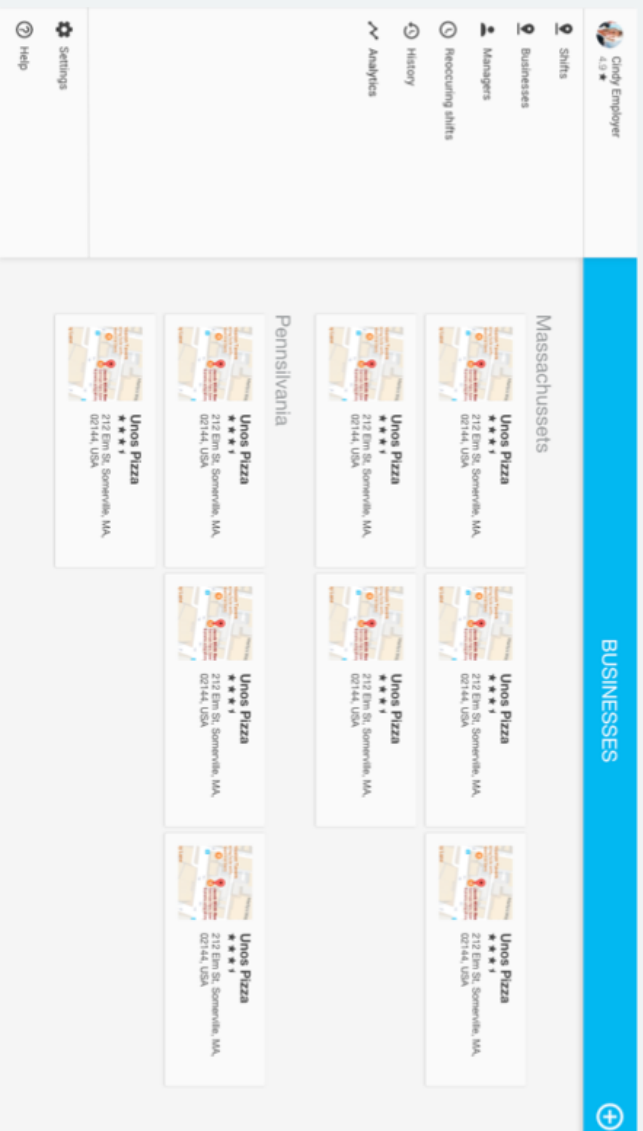 Cindy Employer
4.9 ★
Shifts
Businesses
Managers
Reoccuring shifts
History
Analytics
Settings
Help
BUSINESSES
Massachussets
Unos Pizza
212 Elm St, Somerville, MA,
02144, USA
Unos Pizza
212 Elm St, Somerville, MA,
02144, USA
Unos Pizza
212 Elm St, Somerville, MA,
02144, USA
Unos Pizza
212 Elm St, Somerville, MA,
02144, USA
Unos Pizza
212 Elm St, Somerville, MA,
02144, USA
Pennsilvania
Unos Pizza
212 Elm St, Somerville, MA,
02144, USA
Unos Pizza
212 Elm St, Somerville, MA,
02144, USA
Unos Pizza
212 Elm St, Somerville, MA,
02144, USA
Unos Pizza
212 Elm St, Somerville, MA,
02144, USA